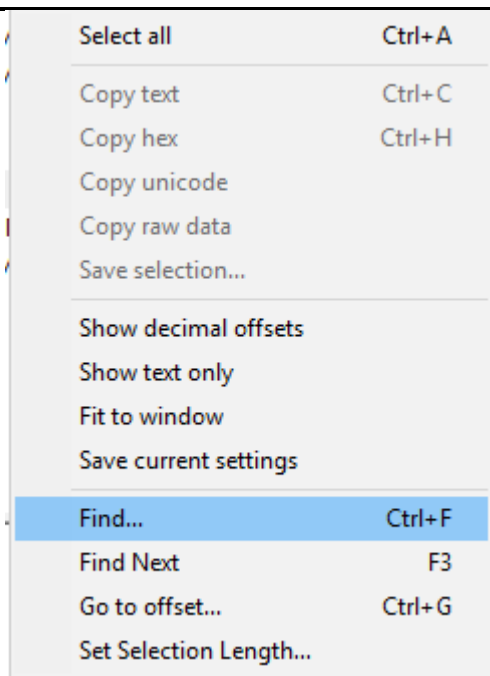 Select all Ctrl+A
Copy text Ctrl+C
Copy hex Ctrl+H
Copy unicode
Copy raw data
Save selection...
Show decimal offsets
Show text only
Fit to window
Save current settings
Find... Ctrl+F
Find Next F3
Go to offset... Ctrl+G
Set Selection Length...